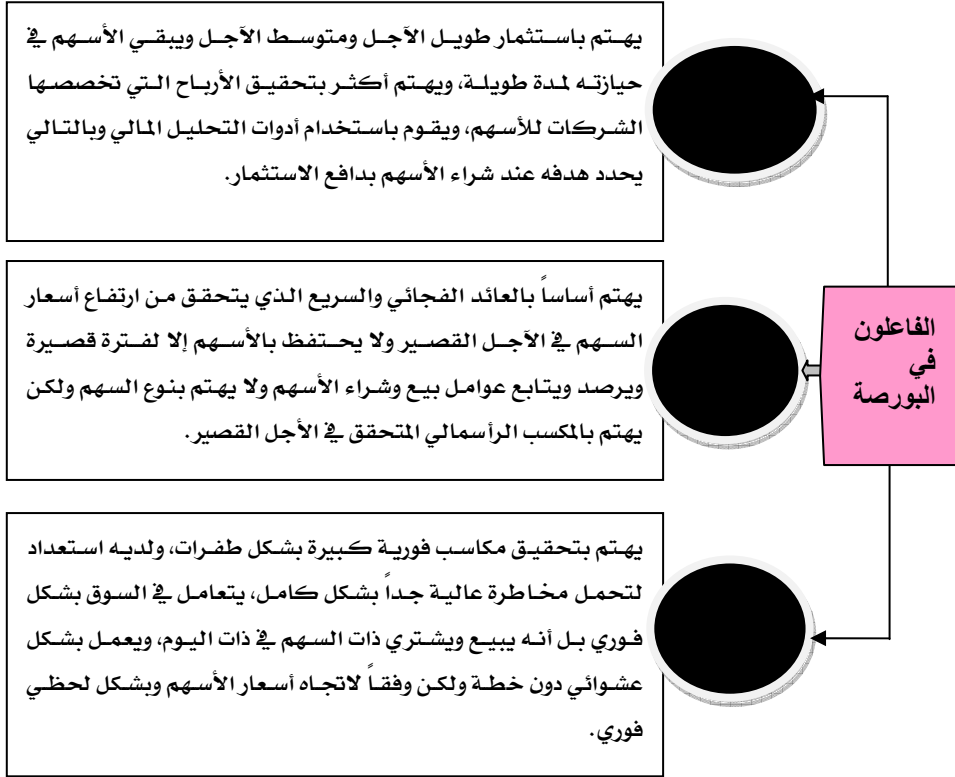 الفاعلون
في
البورصة
يهتم باستثمار طويل الآجل ومتوسط الآجل ويبقي الأسهم في
حيازته لمدة طويلة، ويهتم أكثر بتحقيق الأرباح التي تخصصها
الشركات للأسهم، ويقوم باستخدام أدوات التحليل المالي وبالتالي
يحدد هدفه عند شراء الأسهم بدافع الاستثمار.
يهتم أساساً بالعائد الفجائي والسريع الذي يتحقق من ارتفاع أسعار
السهم في الآجل القصير ولا يحتفظ بالأسهم إلا لفترة قصيرة
ويرصد ويتابع عوامل بيع وشراء الأسهم ولا يهتم بنوع السهم ولكن
يهتم بالمكسب الرأسمالي المتحقق في الأجل القصير.
يهتم بتحقيق مكاسب فورية كبيرة بشكل طفرات، ولديه استعداد
لتحمل مخاطرة عالية جداً بشكل كامل، يتعامل في السوق بشكل
فوري بل أنه يبيع ويشتري ذات السهم في ذات اليوم، ويعمل بشكل
عشوائي دون خطة ولكن وفقاً لاتجاه أسعار الأسهم وبشكل لحظي
فوري.